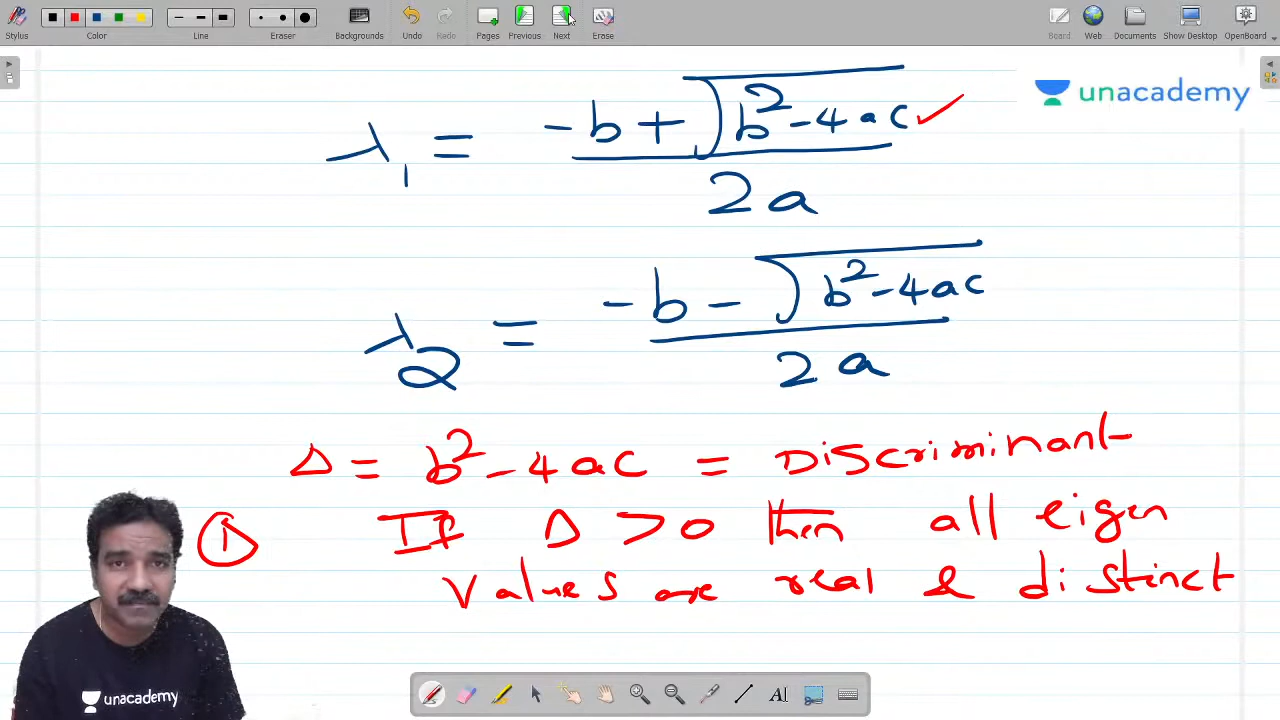 Stylus Color Line Eraser Backgrounds Undo Redo Pages Previous Next Erase Board Web Documents Show Desktop OpenBoard
unacademy
λ₁ = (-b + √(b² - 4ac)) / 2a ✓
λ₂ = (-b - √(b² - 4ac)) / 2a
Δ = b² - 4ac = Discriminant
① If Δ > 0 then all eigen
values are real & distinct
unacademy